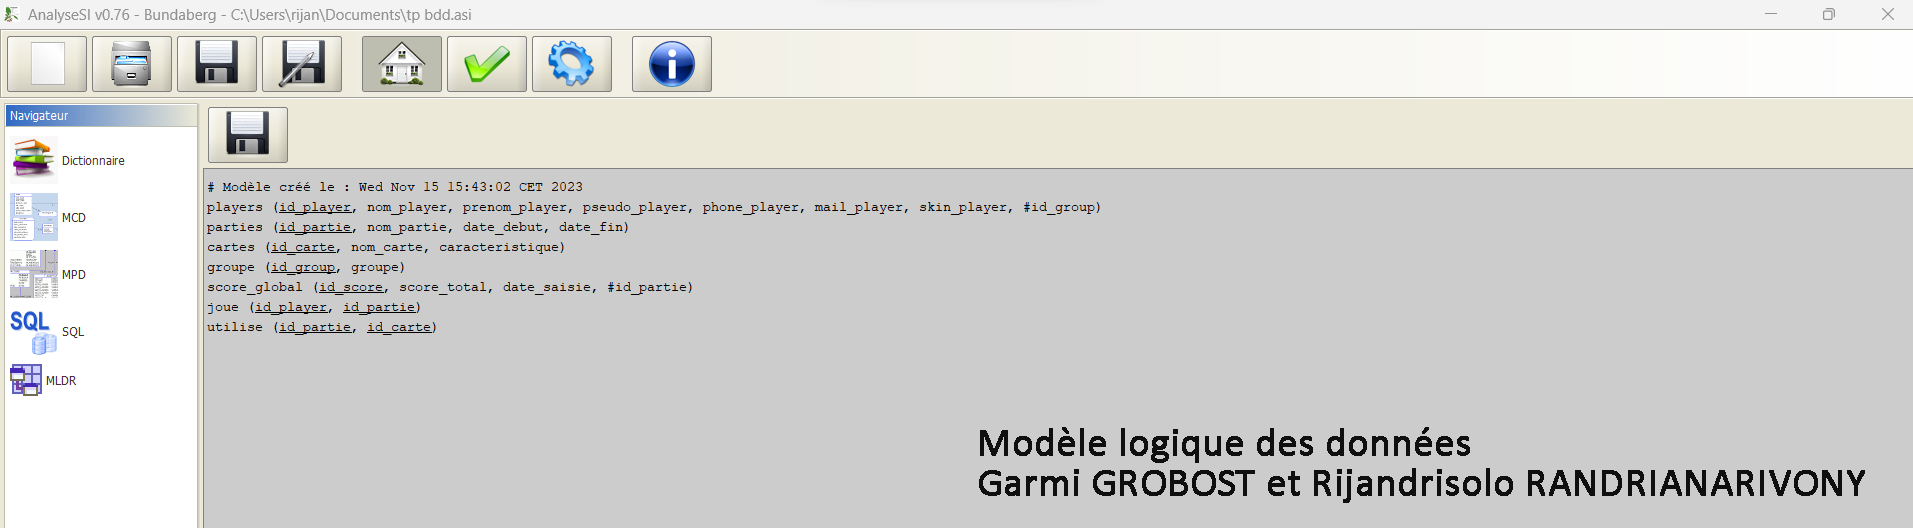 AnalyseSI v0.76 - Bundaberg - C:\Users\rijan\Documents\tp bdd.asi
Navigateur
Dictionnaire
MCD
MPD
SQL
SQL
MLDR
# Modèle créé le : Wed Nov 15 15:43:02 CET 2023
players (id_player, nom_player, prenom_player, pseudo_player, phone_player, mail_player, skin_player, #id_group)
parties (id_partie, nom_partie, date_debut, date_fin)
cartes (id_carte, nom_carte, caracteristique)
groupe (id_group, groupe)
score_global (id_score, score_total, date_saisie, #id_partie)
joue (id_player, id_partie)
utilise (id_partie, id_carte)
Modèle logique des données
Garmi GROBOST et Rijandrisolo RANDRIANARIVONY